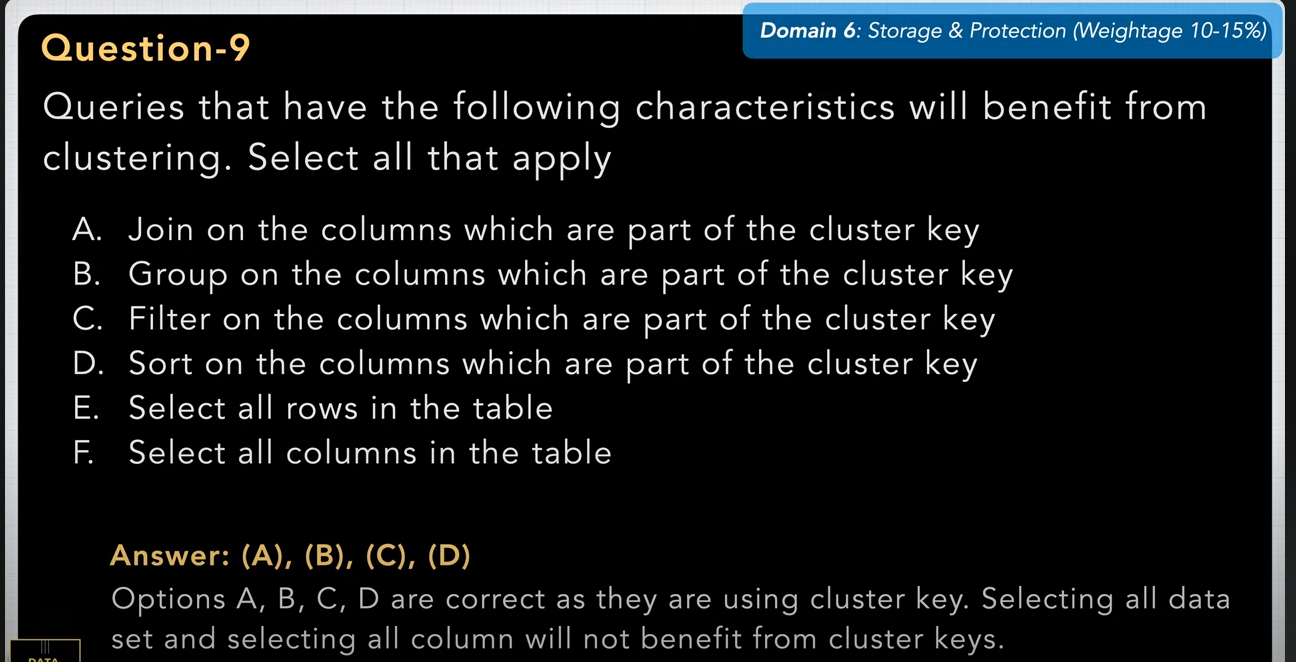 Domain 6: Storage & Protection (Weightage 10-15%)
Question-9
Queries that have the following characteristics will benefit from
clustering. Select all that apply
A. Join on the columns which are part of the cluster key
B. Group on the columns which are part of the cluster key
C. Filter on the columns which are part of the cluster key
D. Sort on the columns which are part of the cluster key
E. Select all rows in the table
F. Select all columns in the table
Answer: (A), (B), (C), (D)
Options A, B, C, D are correct as they are using cluster key. Selecting all data
set and selecting all column will not benefit from cluster keys.
DATA